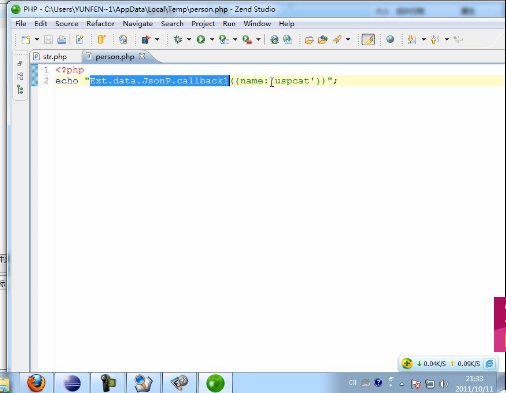 PHP - C:\Users\YUNFEN~1\AppData\Local\Temp\person.php - Zend Studio
File Edit Source Refactor Navigate Search Project Run Window Help
str.php person.php
1 <?php
2 echo "Ext.data.JsonP.callback1({name:'uspcat'})";
↓ 0.04K/S ↑ 0.09K/S
CH
21:33
2011/10/11